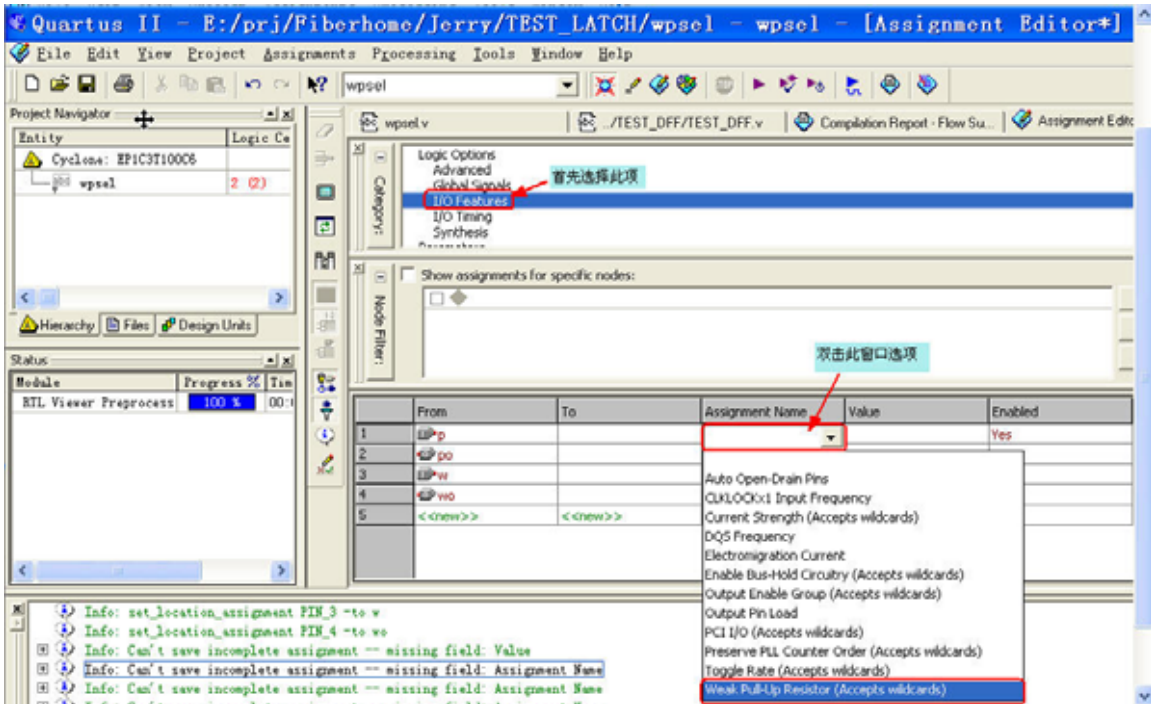 Quartus II - E:/prj/Fiberhome/Jerry/TEST_LATCH/wpsel - wpsel - [Assignment Editor*]
File Edit View Project Assignments Processing Tools Window Help
wpsel
Project Navigator
Entity Logic Ce
Cyclone: EP1C3T100C6
wpsel 2 (2)
Hierarchy Files Design Units
Status
Module Progress % Tim
RTL Viewer Preprocess 100 % 00:
wpsel.v ../TEST_DFF/TEST_DFF.v Compilation Report - Flow Su... Assignment Edito
Category:
Logic Options
Advanced
Global Signals
I/O Features
I/O Timing
Synthesis
首先选择此项
Node Filter:
Show assignments for specific nodes:
双击此窗口选项
From To Assignment Name Value Enabled
1 p Yes
2 po
3 w
4 wo
5 <<new>> <<new>>
Auto Open-Drain Pins
CLKLOCKx1 Input Frequency
Current Strength (Accepts wildcards)
DQS Frequency
Electromigration Current
Enable Bus-Hold Circuitry (Accepts wildcards)
Output Enable Group (Accepts wildcards)
Output Pin Load
PCI I/O (Accepts wildcards)
Preserve PLL Counter Order (Accepts wildcards)
Toggle Rate (Accepts wildcards)
Weak Pull-Up Resistor (Accepts wildcards)
Info: set_location_assignment PIN_3 -to w
Info: set_location_assignment PIN_4 -to wo
Info: Can't save incomplete assignment -- missing field: Value
Info: Can't save incomplete assignment -- missing field: Assignment Name
Info: Can't save incomplete assignment -- missing field: Assignment Name